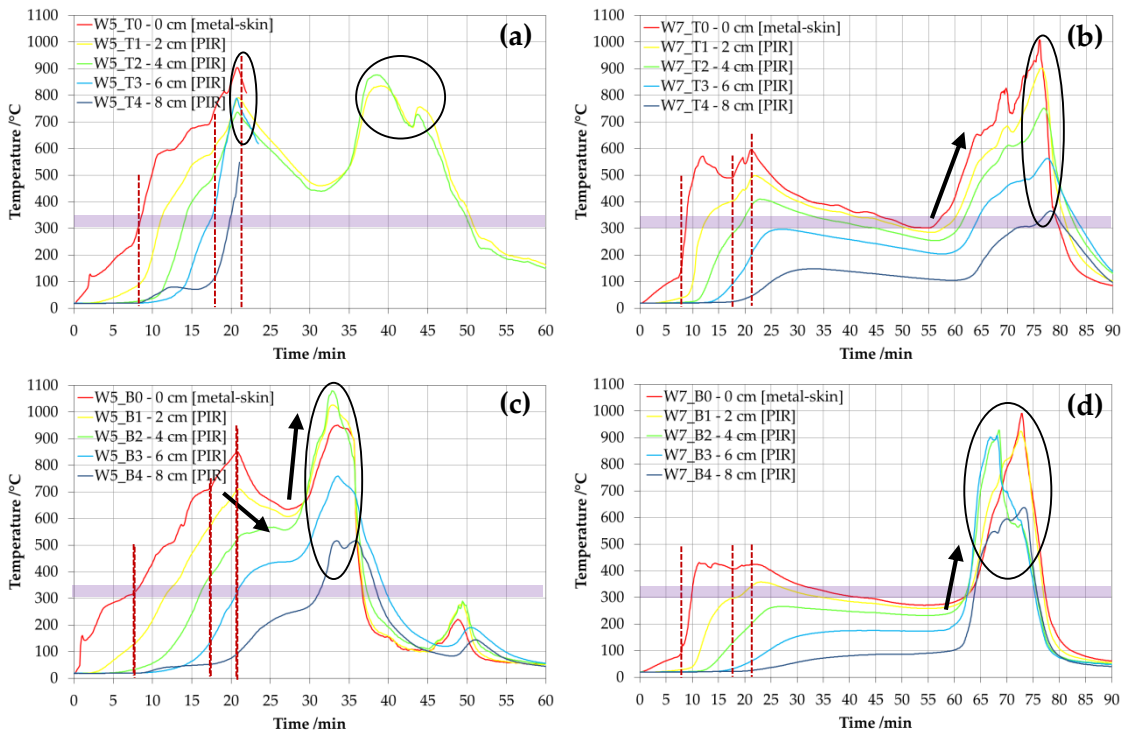 1100
1000
900
800
700
600
500
400
300
200
100
0
Temperature /°C
W5_T0 - 0 cm [metal-skin]
W5_T1 - 2 cm [PIR]
W5_T2 - 4 cm [PIR]
W5_T3 - 6 cm [PIR]
W5_T4 - 8 cm [PIR]
(a)
0 5 10 15 20 25 30 35 40 45 50 55 60
Time /min
1100
1000
900
800
700
600
500
400
300
200
100
0
Temperature /°C
W7_T0 - 0 cm [metal-skin]
W7_T1 - 2 cm [PIR]
W7_T2 - 4 cm [PIR]
W7_T3 - 6 cm [PIR]
W7_T4 - 8 cm [PIR]
(b)
0 5 10 15 20 25 30 35 40 45 50 55 60 65 70 75 80 85 90
Time /min
1100
1000
900
800
700
600
500
400
300
200
100
0
Temperature /°C
W5_B0 - 0 cm [metal-skin]
W5_B1 - 2 cm [PIR]
W5_B2 - 4 cm [PIR]
W5_B3 - 6 cm [PIR]
W5_B4 - 8 cm [PIR]
(c)
0 5 10 15 20 25 30 35 40 45 50 55 60
Time /min
1100
1000
900
800
700
600
500
400
300
200
100
0
Temperature /°C
W7_B0 - 0 cm [metal-skin]
W7_B1 - 2 cm [PIR]
W7_B2 - 4 cm [PIR]
W7_B3 - 6 cm [PIR]
W7_B4 - 8 cm [PIR]
(d)
0 5 10 15 20 25 30 35 40 45 50 55 60 65 70 75 80 85 90
Time /min